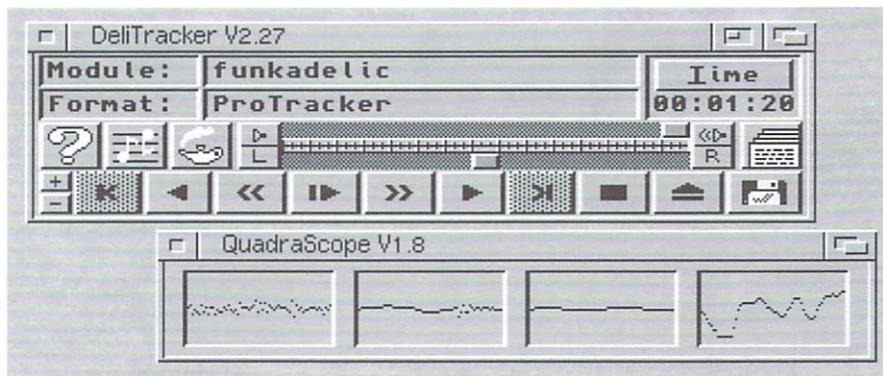 DeliTracker V2.27
Module: funkadelic Time
Format: ProTracker 00:01:20
L R
QuadraScope V1.8